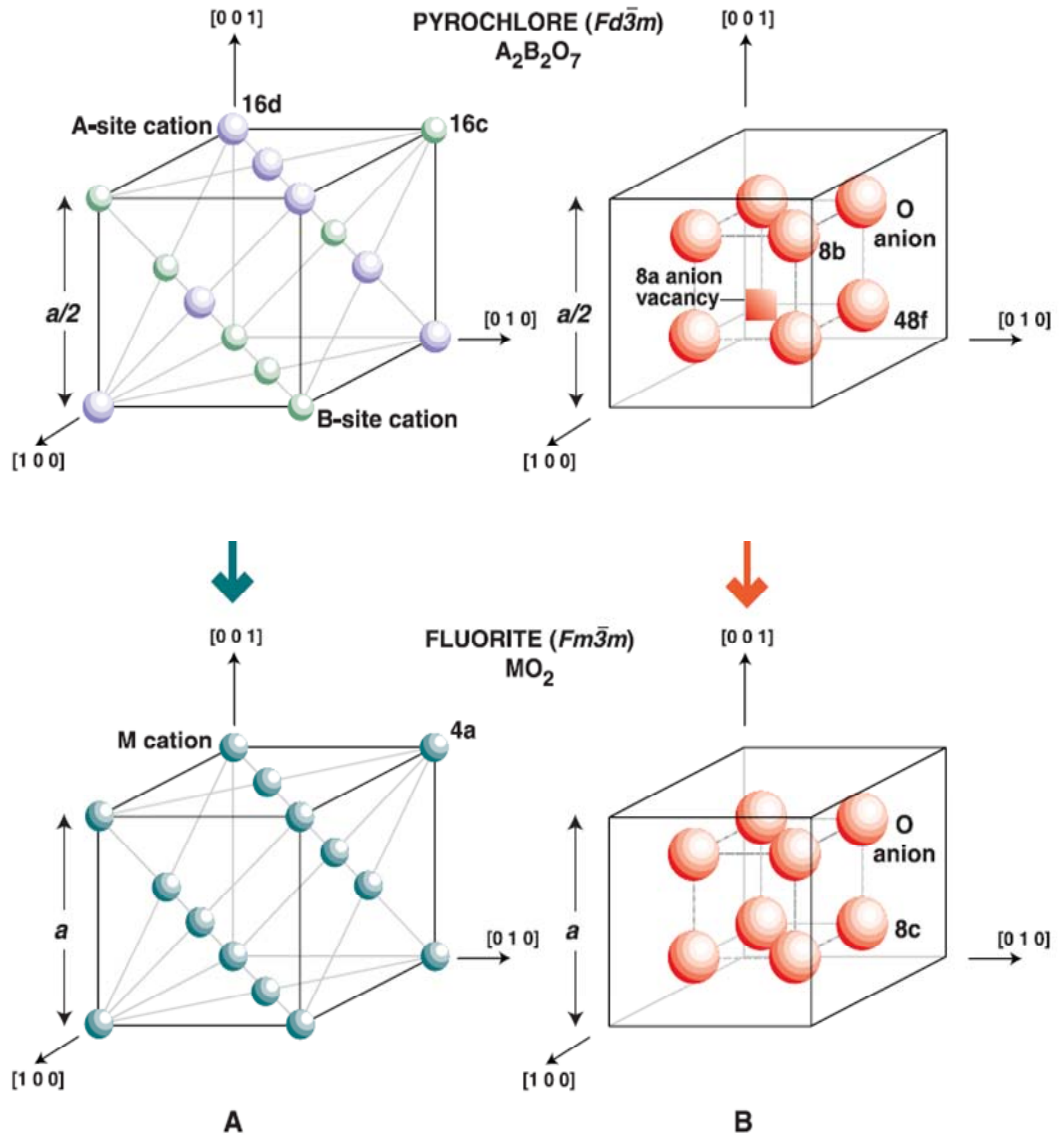 [0 0 1]
PYROCHLORE (Fd3̄m)
A₂B₂O₇
[0 0 1]
16d
A-site cation
16c
a/2
[0 1 0]
B-site cation
[1 0 0]
O
anion
8b
8a anion
vacancy
a/2
48f
[0 1 0]
[1 0 0]
[0 0 1]
FLUORITE (Fm3̄m)
MO₂
[0 0 1]
M cation
4a
a
[0 1 0]
[1 0 0]
O
anion
a
8c
[0 1 0]
[1 0 0]
A
B